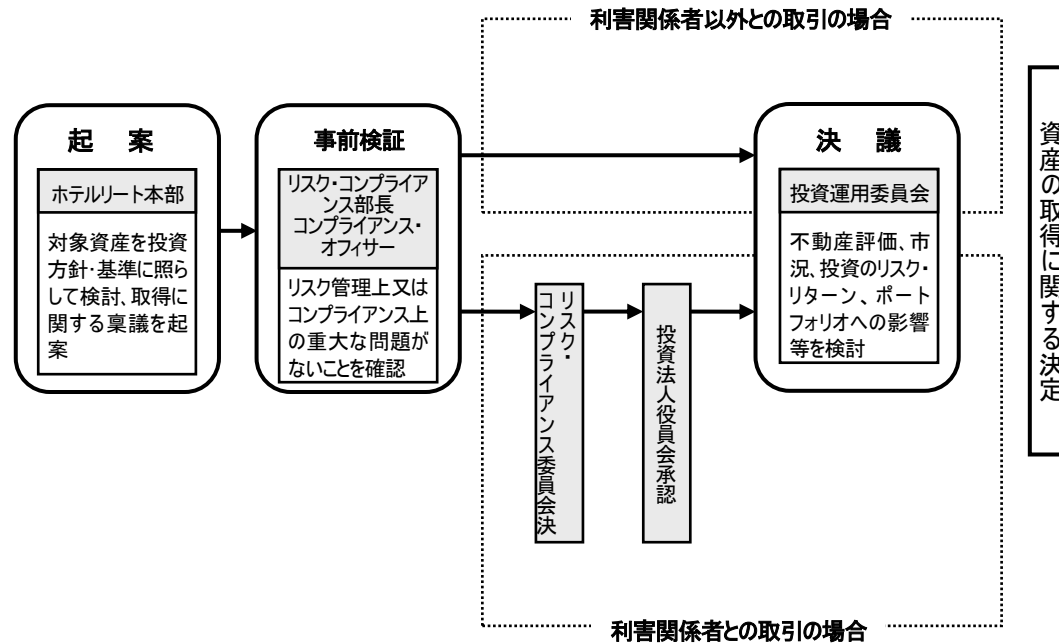 利害関係者以外との取引の場合
起 案
ホテルリート本部
対象資産を投資
方針・基準に照ら
して検討、取得に
関する稟議を起
案
事前検証
リスク・コンプライア
ンス部長
コンプライアンス・
オフィサー
リスク管理上又は
コンプライアンス上
の重大な問題が
ないことを確認
リスク・
コンプライアンス委員会決
投資法人役員会承認
決 議
投資運用委員会
不動産評価、市
況、投資のリスク・
リターン、ポート
フォリオへの影響
等を検討
資産の取得に関する決定
利害関係者との取引の場合